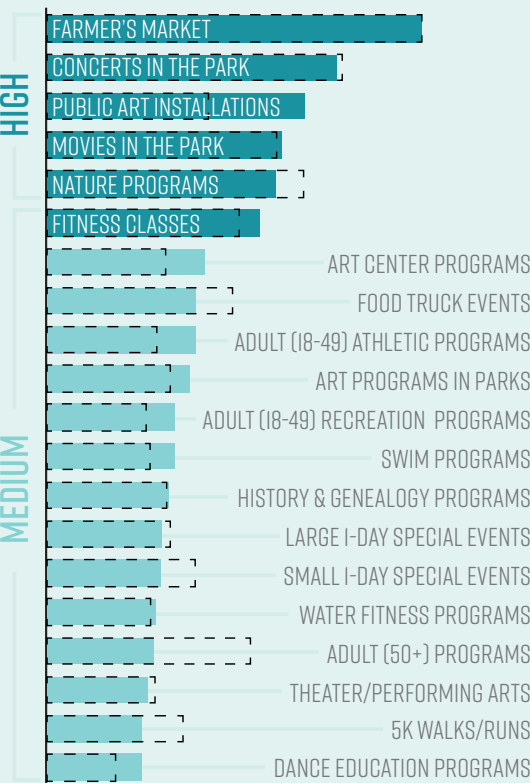 HIGH
FARMER'S MARKET
CONCERTS IN THE PARK
PUBLIC ART INSTALLATIONS
MOVIES IN THE PARK
NATURE PROGRAMS
MEDIUM
FITNESS CLASSES
ART CENTER PROGRAMS
FOOD TRUCK EVENTS
ADULT (18-49) ATHLETIC PROGRAMS
ART PROGRAMS IN PARKS
ADULT (18-49) RECREATION PROGRAMS
SWIM PROGRAMS
HISTORY & GENEALOGY PROGRAMS
LARGE 1-DAY SPECIAL EVENTS
SMALL 1-DAY SPECIAL EVENTS
WATER FITNESS PROGRAMS
ADULT (50+) PROGRAMS
THEATER/PERFORMING ARTS
5K WALKS/RUNS
DANCE EDUCATION PROGRAMS